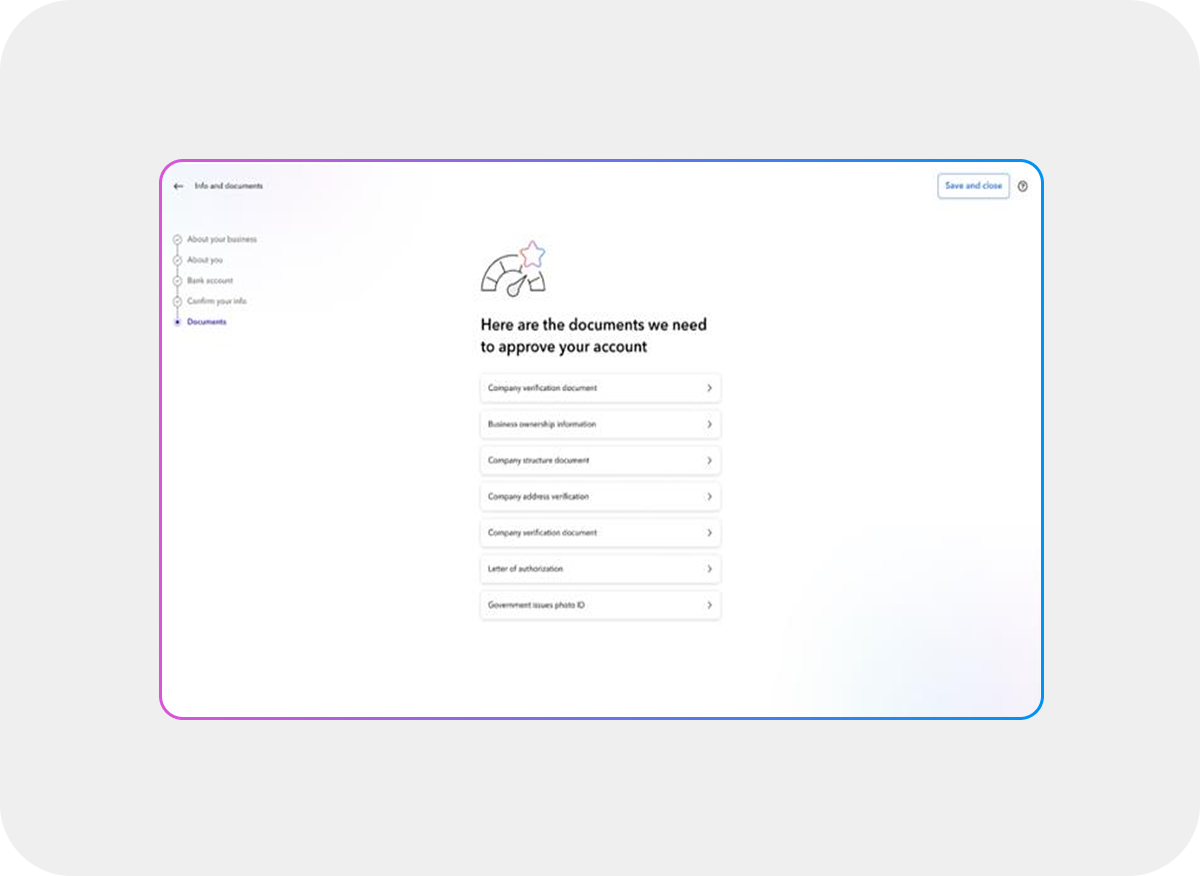 Info and documents
Save and close
About your business
About you
Bank account
Confirm your info
Documents
Here are the documents we need
to approve your account
Company verification document
Business ownership information
Company structure document
Company address verification
Company verification document
Letter of authorization
Government issues photo ID